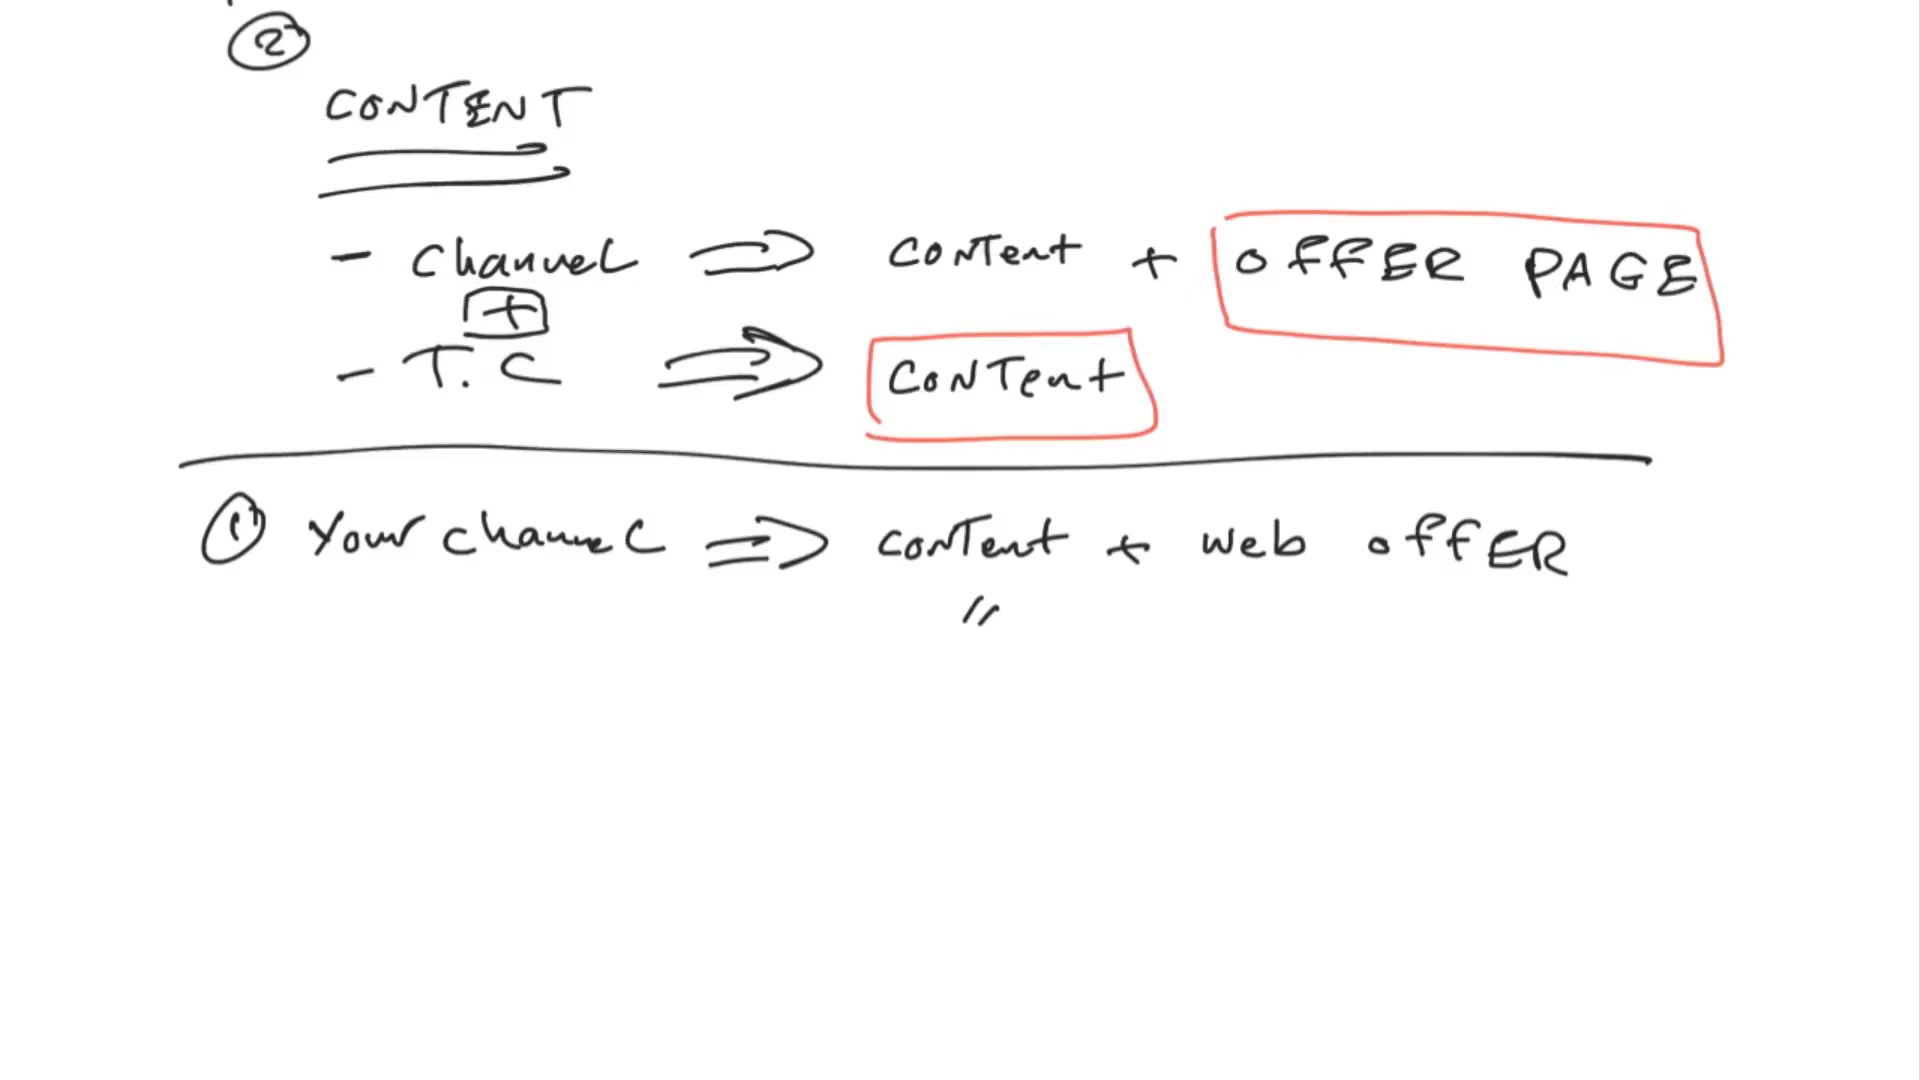 2
CONTENT
- channel ⇒ content + OFFER PAGE
+
- T.C ⇒ content
1 Your channel ⇒ content + web offER
"